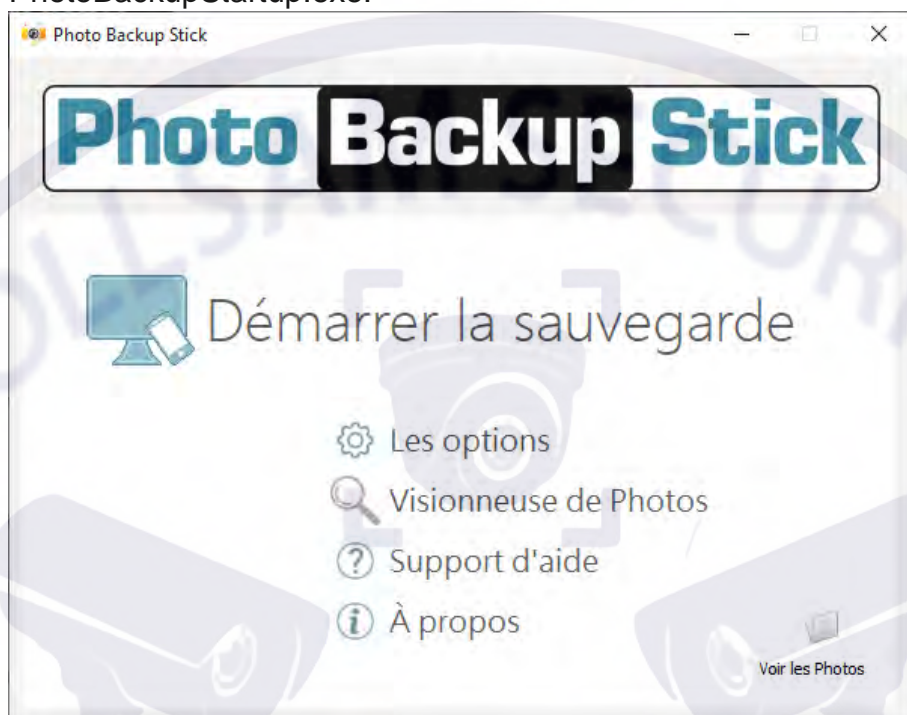 PhotoBackupStartup.exe.
Photo Backup Stick
Photo Backup Stick
Démarrer la sauvegarde
Les options
Visionneuse de Photos
Support d'aide
À propos
Voir les Photos